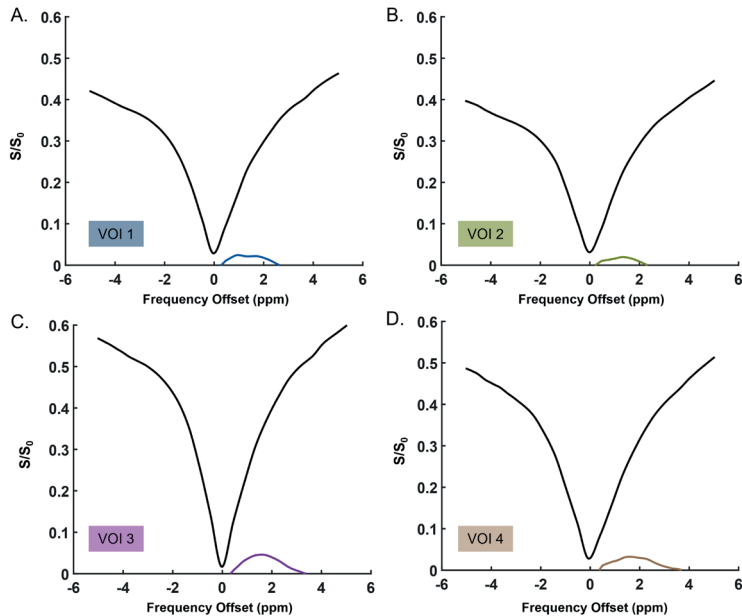 A.
0.6
0.5
0.4
0.3
0.2
0.1
0
S/S0
VOI 1
-6 -4 -2 0 2 4 6
Frequency Offset (ppm)
B.
0.6
0.5
0.4
0.3
0.2
0.1
0
S/S0
VOI 2
-6 -4 -2 0 2 4 6
Frequency Offset (ppm)
C.
0.6
0.5
0.4
0.3
0.2
0.1
0
S/S0
VOI 3
-6 -4 -2 0 2 4 6
Frequency Offset (ppm)
D.
0.6
0.5
0.4
0.3
0.2
0.1
0
S/S0
VOI 4
-6 -4 -2 0 2 4 6
Frequency Offset (ppm)